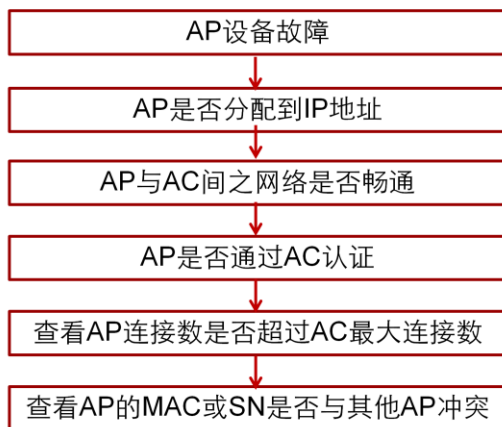 AP设备故障
AP是否分配到IP地址
AP与AC间之网络是否畅通
AP是否通过AC认证
查看AP连接数是否超过AC最大连接数
查看AP的MAC或SN是否与其他AP冲突